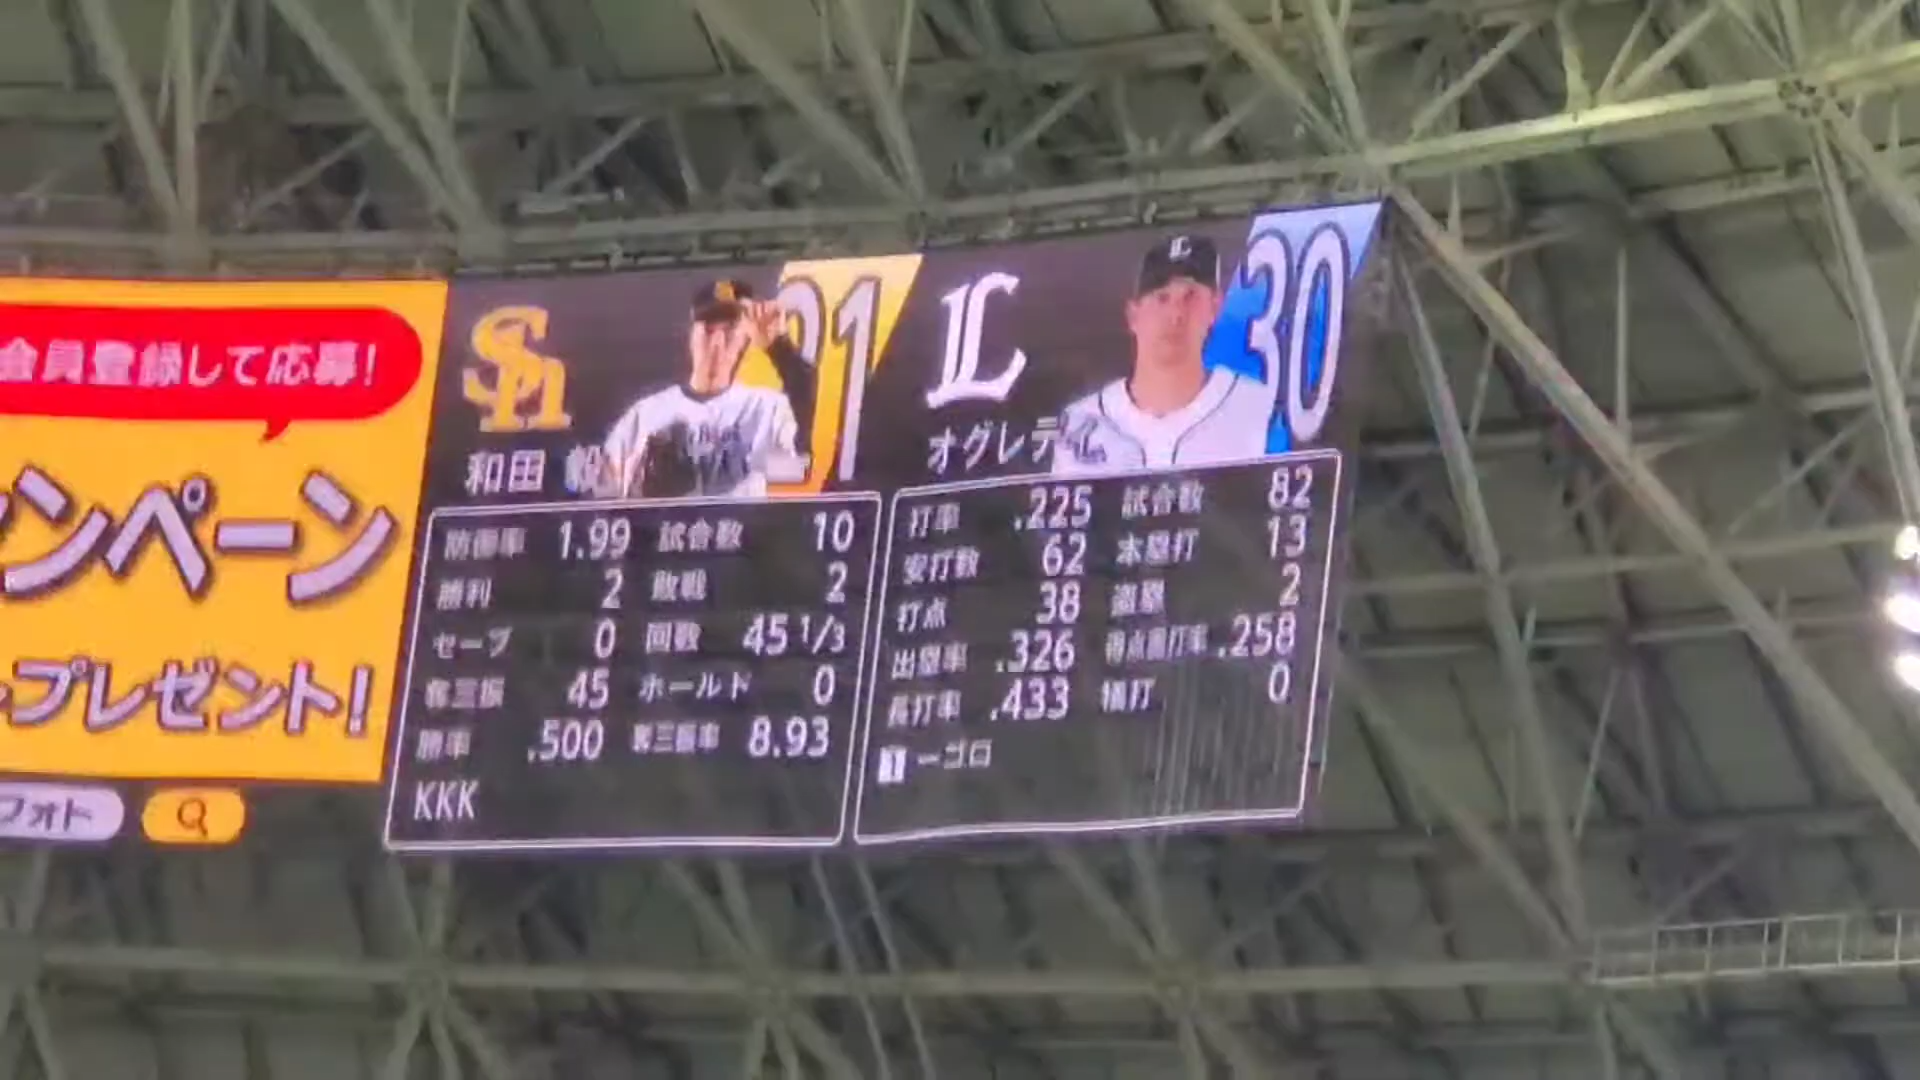 会員登録して応募!
ンペーン
プレゼント!
フォト
SH
和田 毅
21
防御率 1.99 試合数 10
勝利 2 敗戦 2
セーブ 0 回数 45 1/3
奪三振 45 ホールド 0
勝率 .500 奪三振率 8.93
KKK
L
オグレディ
30
打率 .225 試合数 82
安打数 62 本塁打 13
打点 38 盗塁 2
出塁率 .326 得点圏打率 .258
長打率 .433 犠打 0
1 一ゴロ